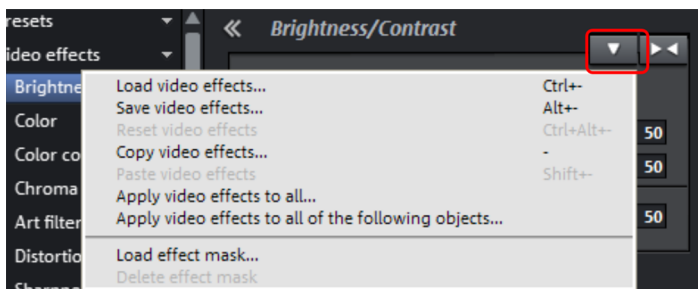 resets
Brightness/Contrast
ideo effects
Brightne
Load video effects...    Ctrl+-
Save video effects...    Alt+-
Color
Reset video effects    Ctrl+Alt+-
50
Color co
Copy video effects...    -
50
Paste video effects    Shift+-
Chroma
Apply video effects to all...
Art filter
Apply video effects to all of the following objects...
50
Distortio
Load effect mask...
Delete effect mask